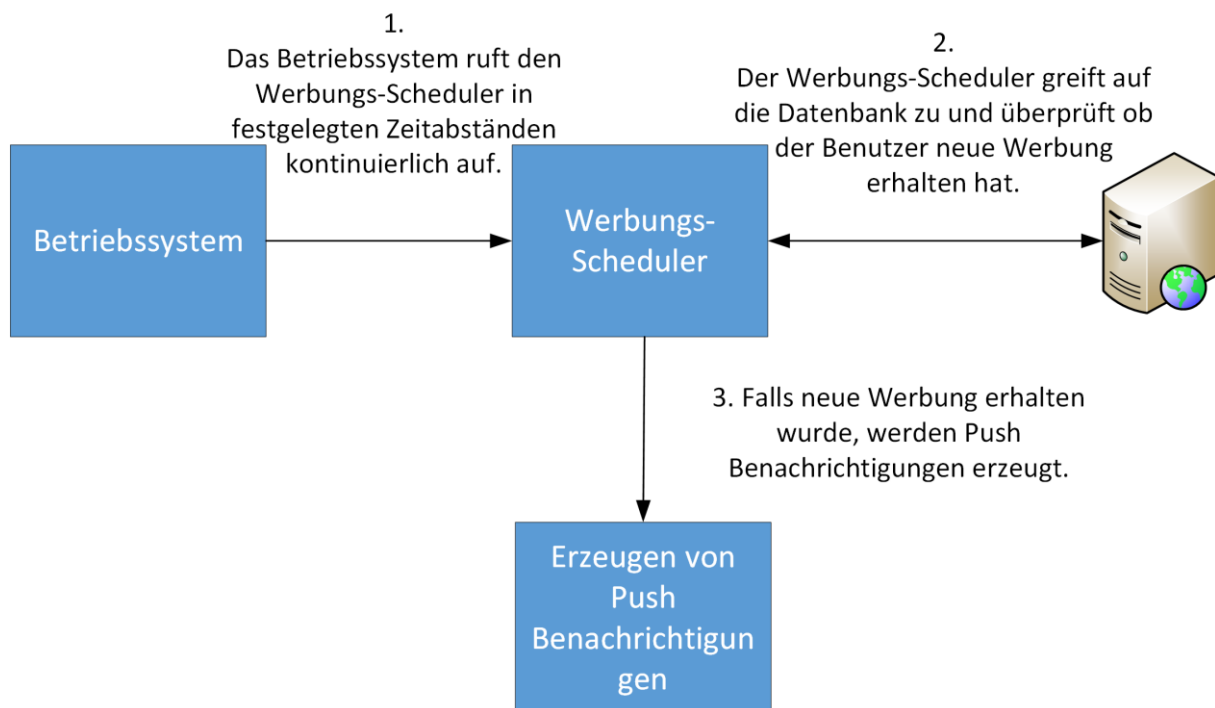 1.
Das Betriebssystem ruft den
Werbungs-Scheduler in
festgelegten Zeitabständen
kontinuierlich auf.
2.
Der Werbungs-Scheduler greift auf
die Datenbank zu und überprüft ob
der Benutzer neue Werbung
erhalten hat.
Betriebssystem
Werbungs-
Scheduler
3. Falls neue Werbung erhalten
wurde, werden Push
Benachrichtigungen erzeugt.
Erzeugen von
Push
Benachrichtigun
gen